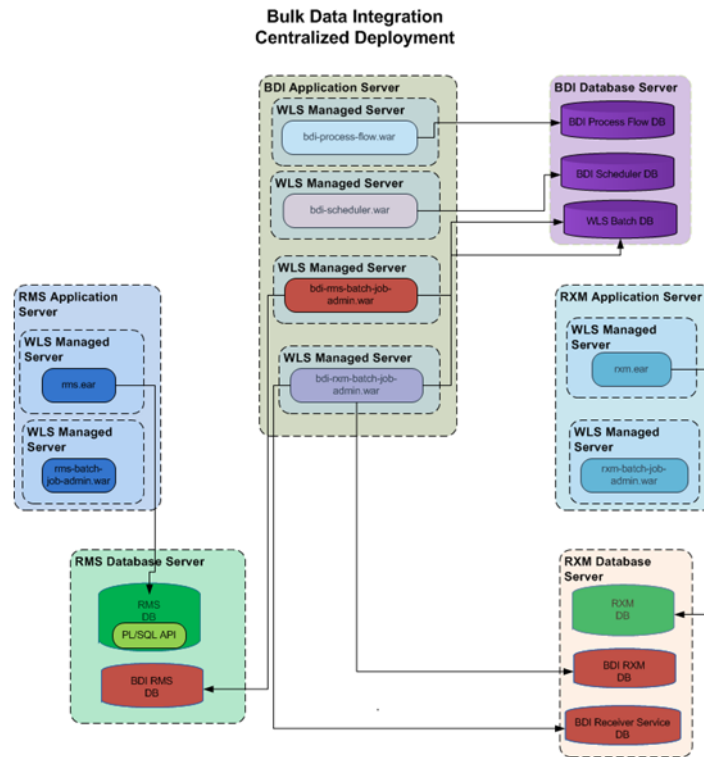 Bulk Data Integration
Centralized Deployment
BDI Application Server
WLS Managed Server
bdi-process-flow.war
WLS Managed Server
bdi-scheduler.war
WLS Managed Server
bdi-rms-batch-job-
admin.war
WLS Managed Server
bdi-rxm-batch-job-
admin.war
BDI Database Server
BDI Process Flow DB
BDI Scheduler DB
WLS Batch DB
RMS Application
Server
WLS Managed
Server
rms.ear
WLS Managed
Server
rms-batch-
job-admin.war
RXM Application Server
WLS Managed
Server
rxm.ear
WLS Managed
Server
rxm-batch-job-
admin.war
RMS Database Server
RMS
DB
PL/SQL API
BDI RMS
DB
RXM Database
Server
RXM
DB
BDI RXM
DB
BDI Receiver Service
DB